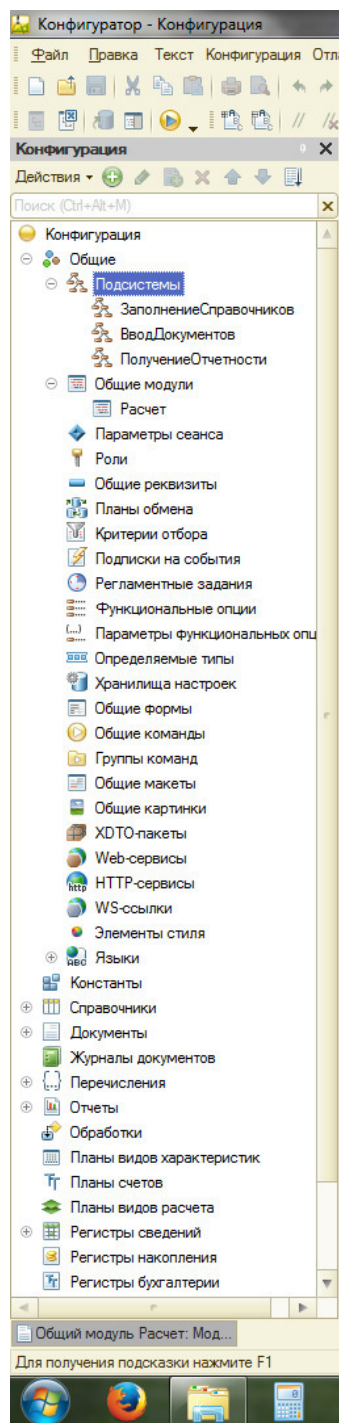 Конфигуратор - Конфигурация
Файл Правка Текст Конфигурация Отла
Конфигурация
Действия
Поиск (Ctrl+Alt+M)
Конфигурация
Общие
Подсистемы
ЗаполнениеСправочников
ВводДокументов
ПолучениеОтчетности
Общие модули
Расчет
Параметры сеанса
Роли
Общие реквизиты
Планы обмена
Критерии отбора
Подписки на события
Регламентные задания
Функциональные опции
Параметры функциональных опц
Определяемые типы
Хранилища настроек
Общие формы
Общие команды
Группы команд
Общие макеты
Общие картинки
XDTO-пакеты
Web-сервисы
HTTP-сервисы
WS-ссылки
Элементы стиля
Языки
Константы
Справочники
Документы
Журналы документов
Перечисления
Отчеты
Обработки
Планы видов характеристик
Планы счетов
Планы видов расчета
Регистры сведений
Регистры накопления
Регистры бухгалтерии
Общий модуль Расчет: Мод...
Для получения подсказки нажмите F1